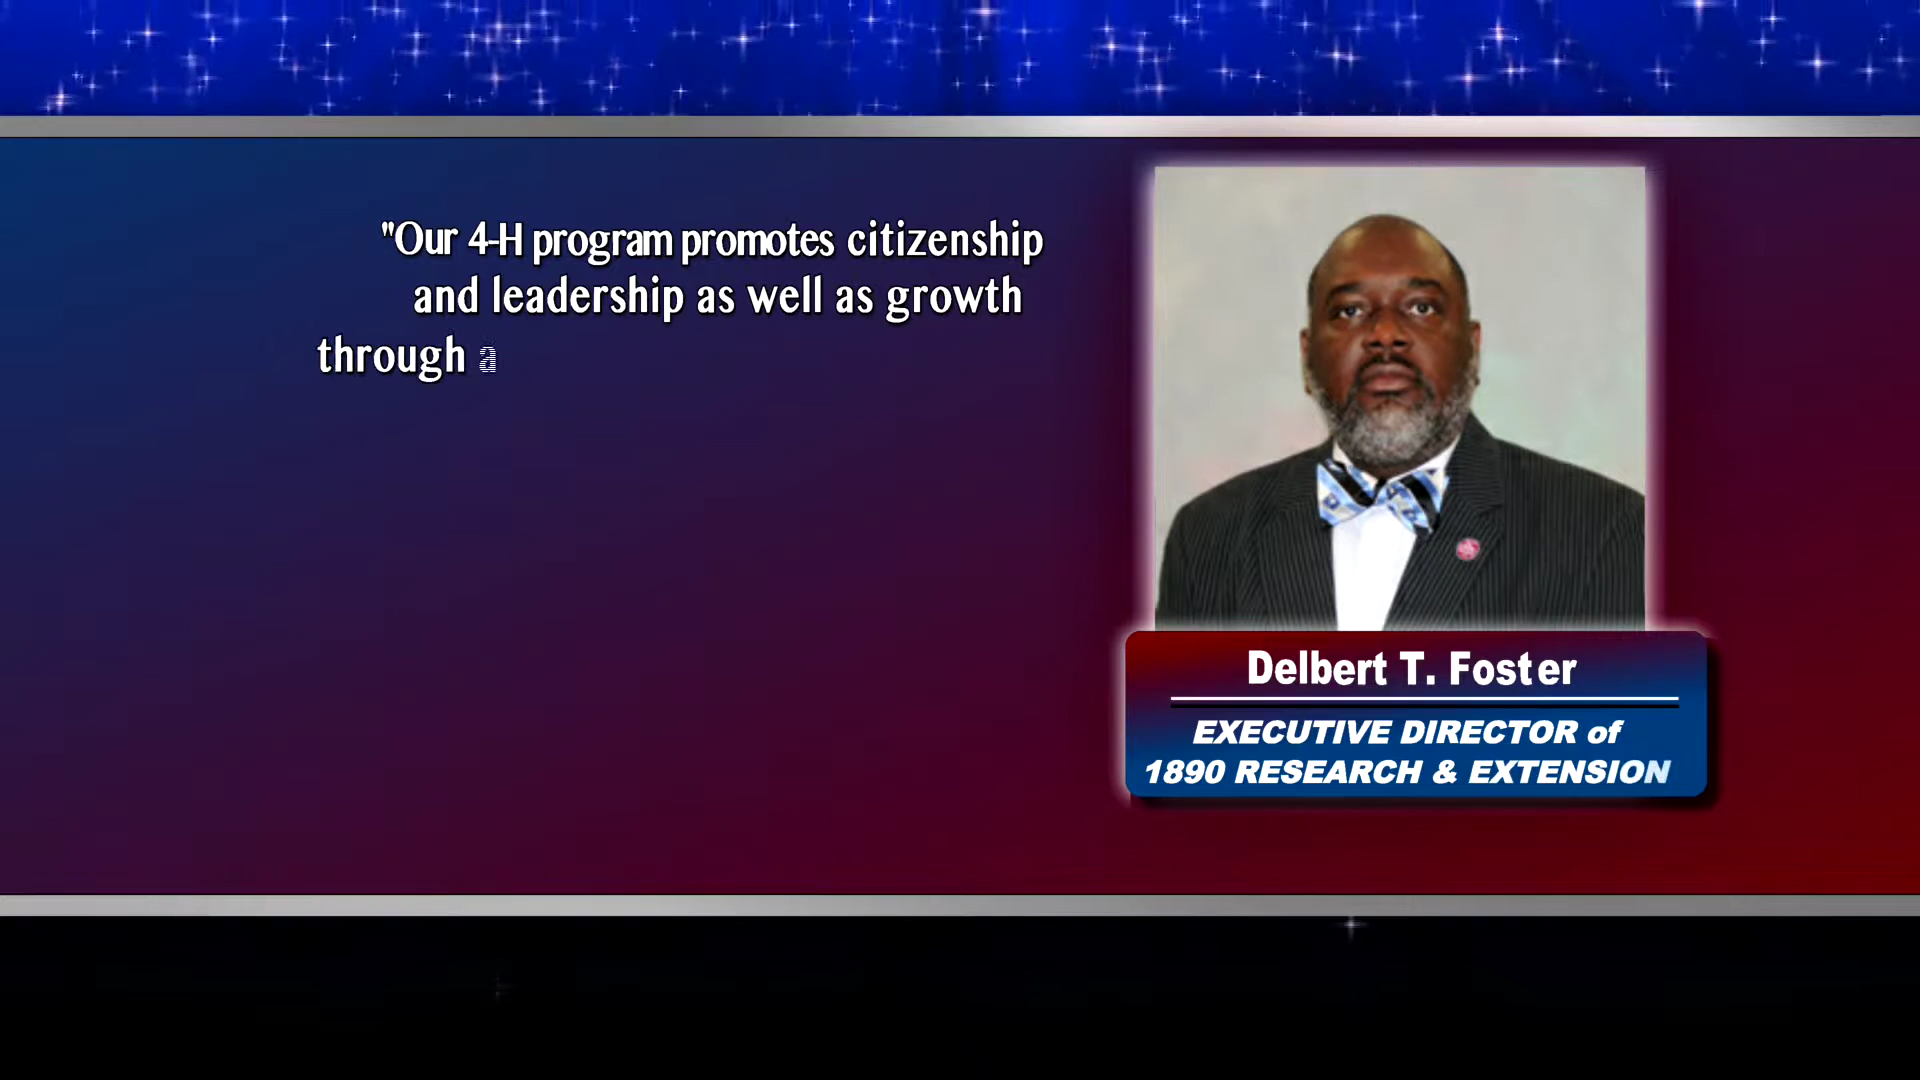 "Our 4-H program promotes citizenship
and leadership as well as growth
through a
Delbert T. Foster
EXECUTIVE DIRECTOR of
1890 RESEARCH & EXTENSION